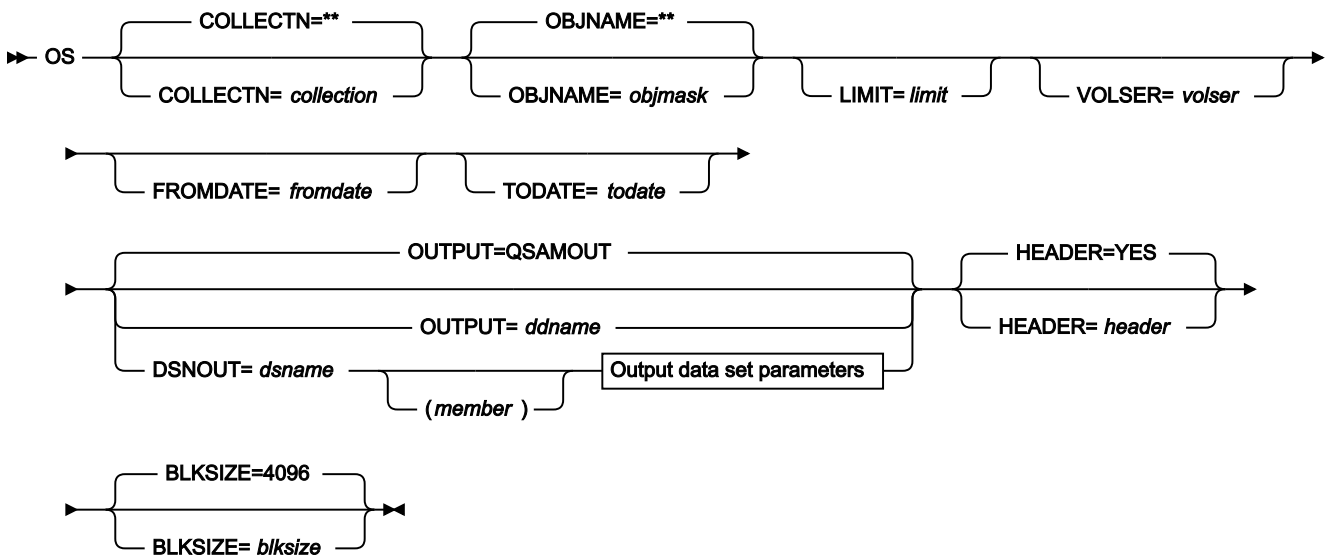 COLLECTN=** OBJNAME=**
OS
COLLECTN= collection OBJNAME= objmask LIMIT= limit VOLSER= volser
FROMDATE= fromdate TODATE= todate
OUTPUT=QSAMOUT HEADER=YES
OUTPUT= ddname HEADER= header
DSNOUT= dsname Output data set parameters
(member )
BLKSIZE=4096
BLKSIZE= blksize